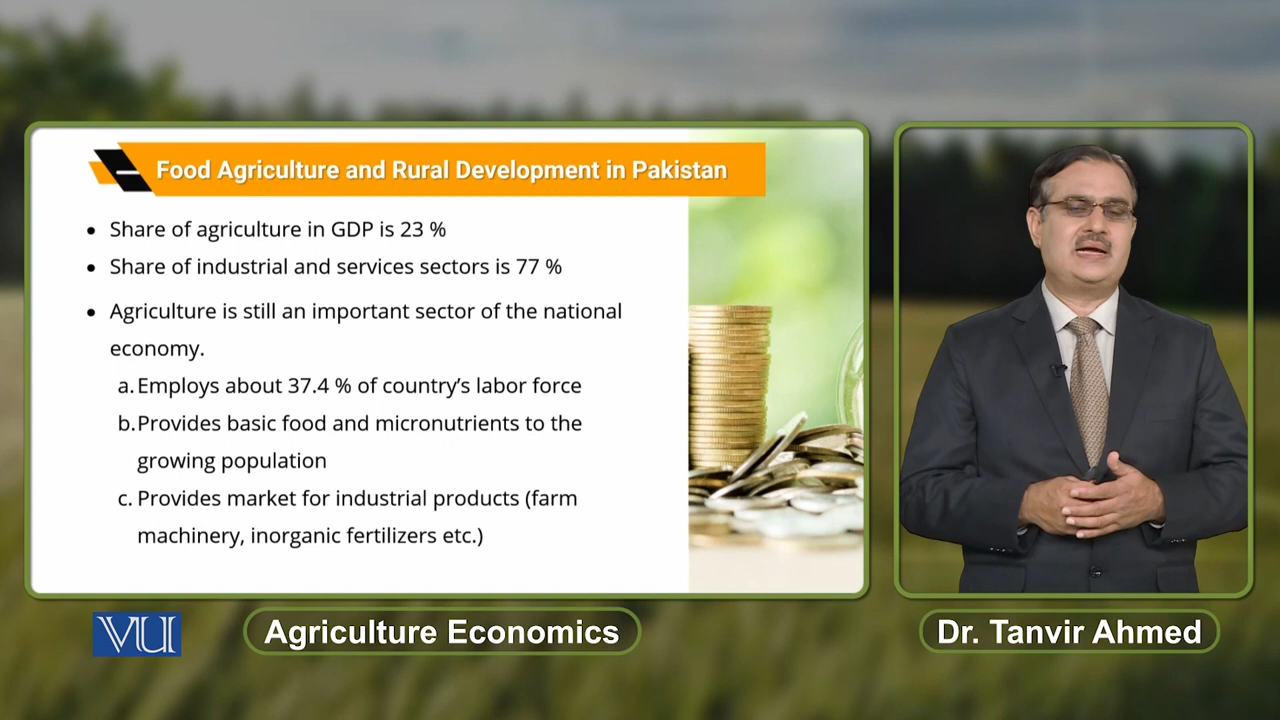 Food Agriculture and Rural Development in Pakistan
• Share of agriculture in GDP is 23 %
• Share of industrial and services sectors is 77 %
• Agriculture is still an important sector of the national
economy.
a. Employs about 37.4 % of country’s labor force
b. Provides basic food and micronutrients to the
growing population
c. Provides market for industrial products (farm
machinery, inorganic fertilizers etc.)
VU
Agriculture Economics
Dr. Tanvir Ahmed